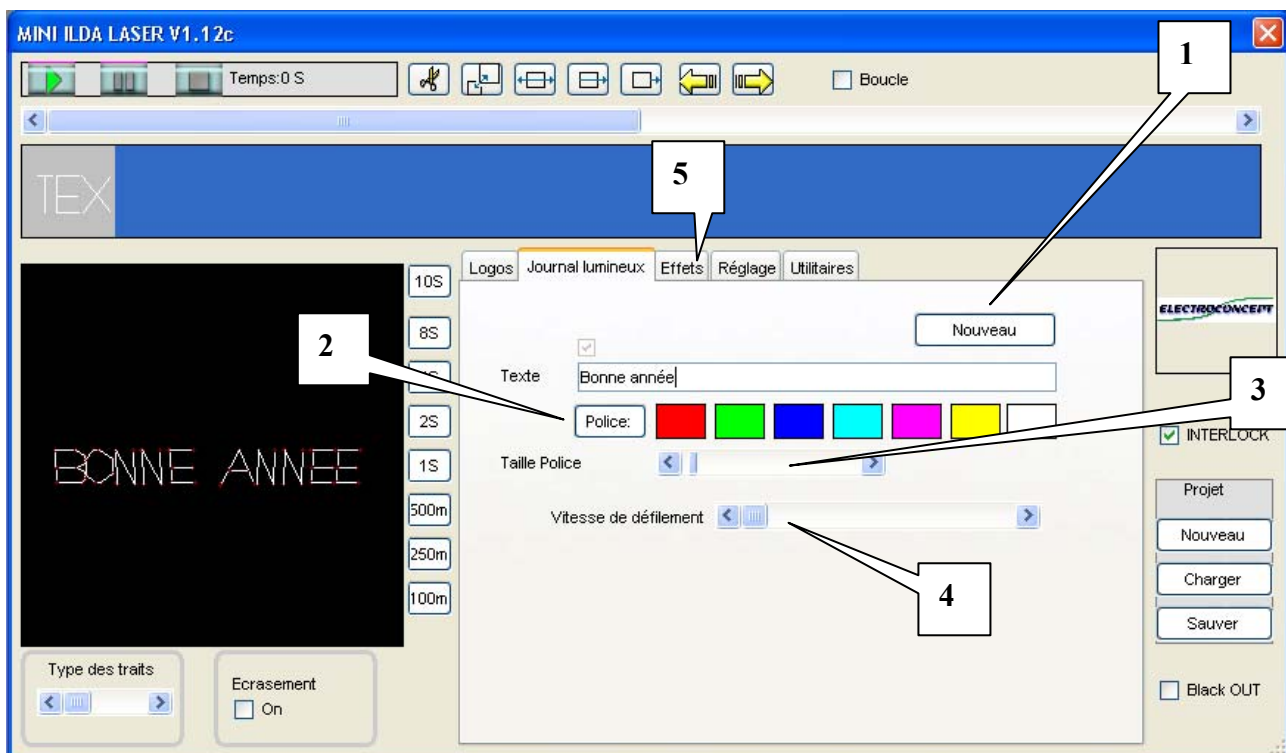 MINI ILDA LASER V1.12c
1
Temps:0 S
Boucle
5
TEX
Logos
Journal lumineux
Effets
Réglage
Utilitaires
10S
Nouveau
ELECTROCONCEPT
8S
2
Texte
Bonne année
3
2S
Police:
INTERLOCK
BONNE ANNEE
1S
Taille Police
Projet
500m
Vitesse de défilement
Nouveau
250m
4
Charger
100m
Sauver
Type des traits
Ecrasement
On
Black OUT